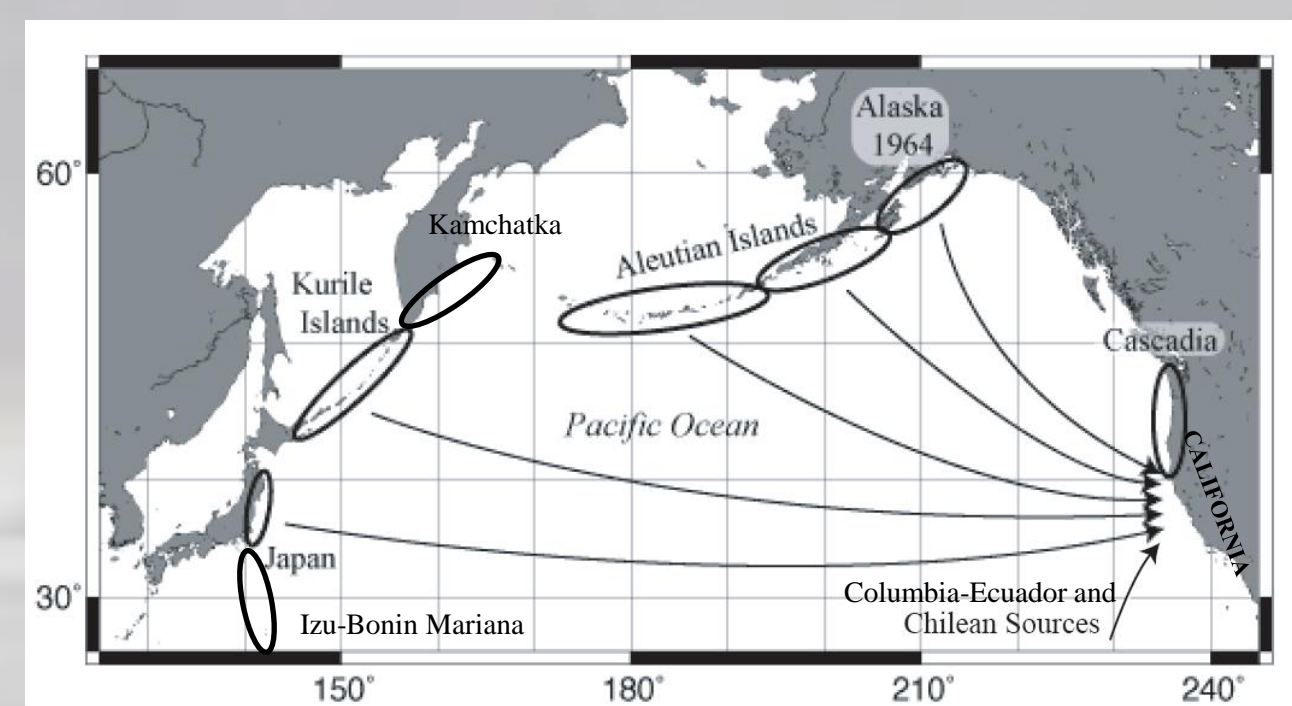 Alaska
1964
60°
Kamchatka
Aleutian Islands
Kurile
Islands
Cascadia
Pacific Ocean
CALIFORNIA
Japan
30°
Columbia-Ecuador and
Chilean Sources
Izu-Bonin Mariana
150°
180°
210°
240°